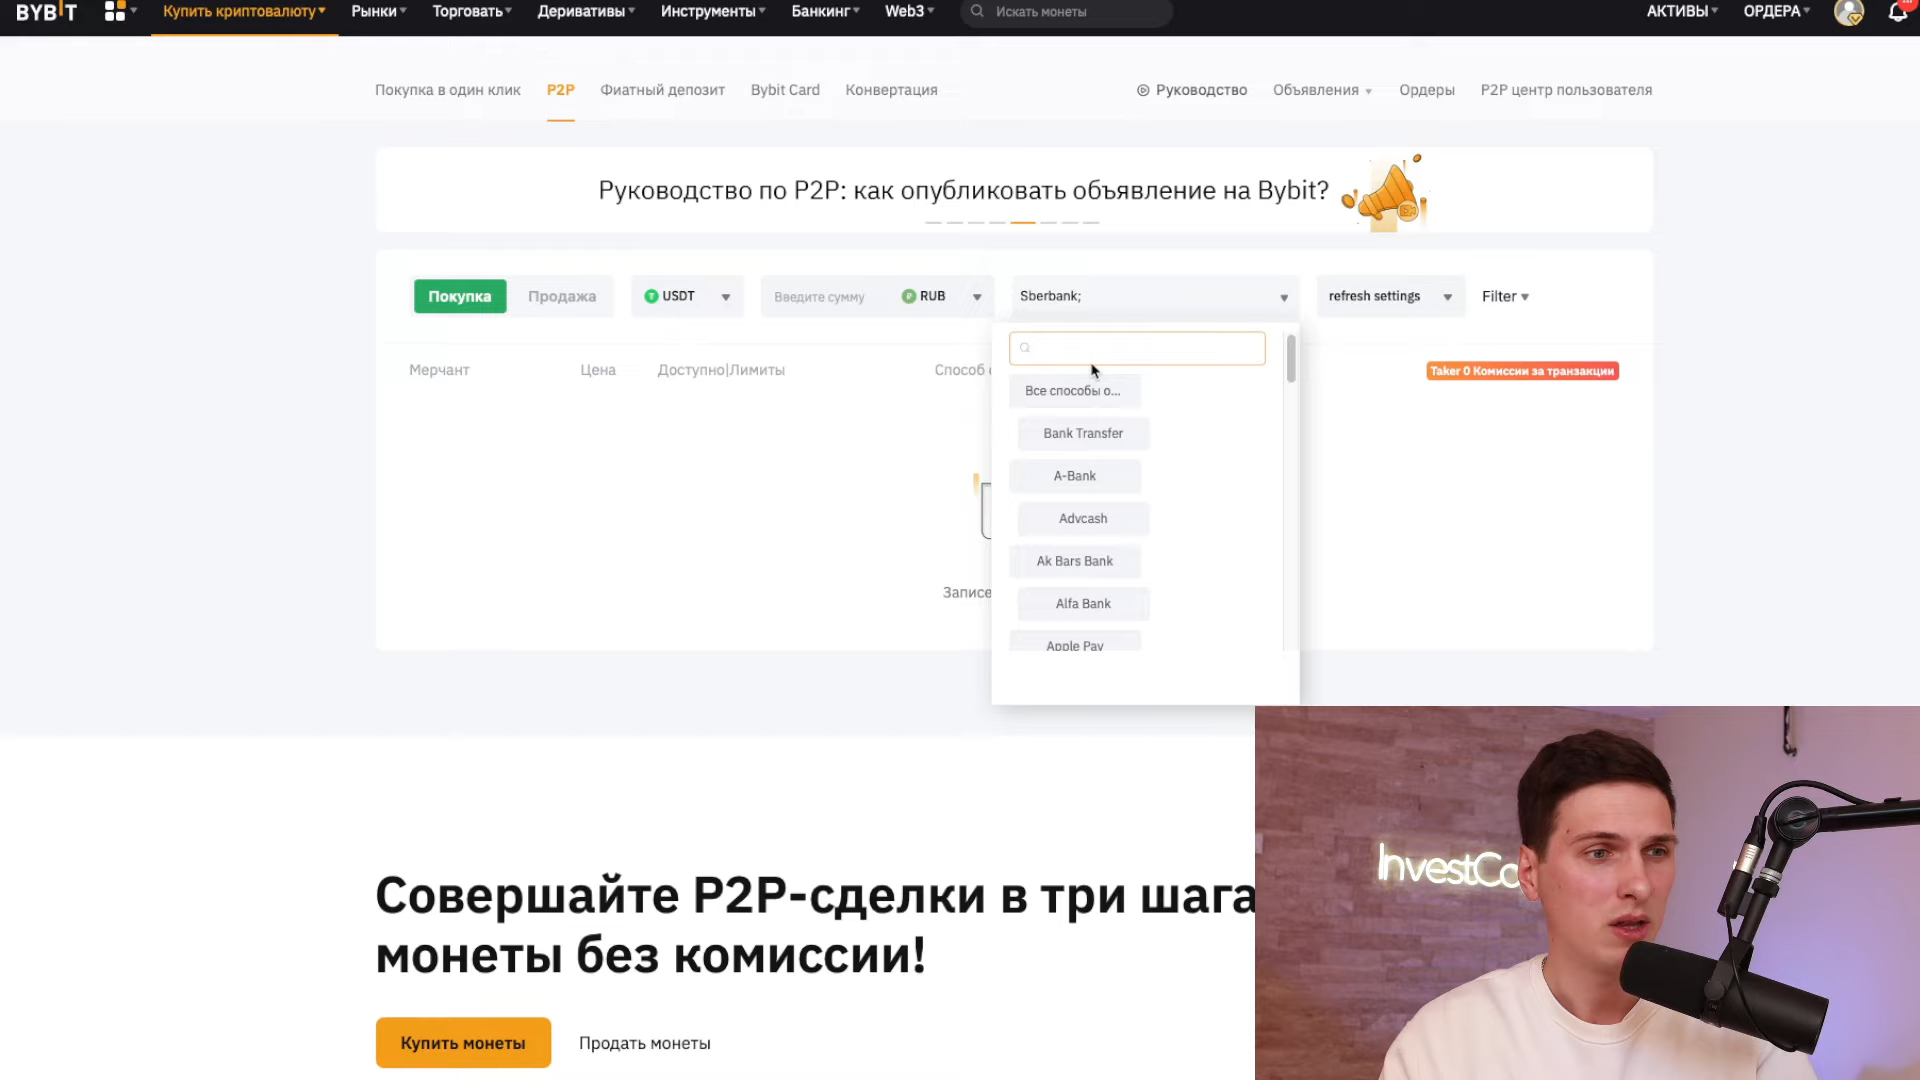 BYBIT
Купить криптовалюту
Рынки
Торговать
Деривативы
Инструменты
Банкинг
Web3
Искать монеты
АКТИВЫ
ОРДЕРА
Покупка в один клик
P2P
Фиатный депозит
Bybit Card
Конвертация
Руководство
Объявления
Ордеры
P2P центр пользователя
Руководство по P2P: как опубликовать объявление на Bybit?
Покупка
Продажа
USDT
Введите сумму
RUB
Sberbank;
refresh settings
Filter
Мерчант
Цена
Доступно|Лимиты
Способ
Taker 0 Комиссии за транзакции
Все способы о...
Bank Transfer
A-Bank
Advcash
Ak Bars Bank
Alfa Bank
Apple Pay
Записе
Совершайте P2P-сделки в три шага
монеты без комиссии!
Купить монеты
Продать монеты
InvestCo